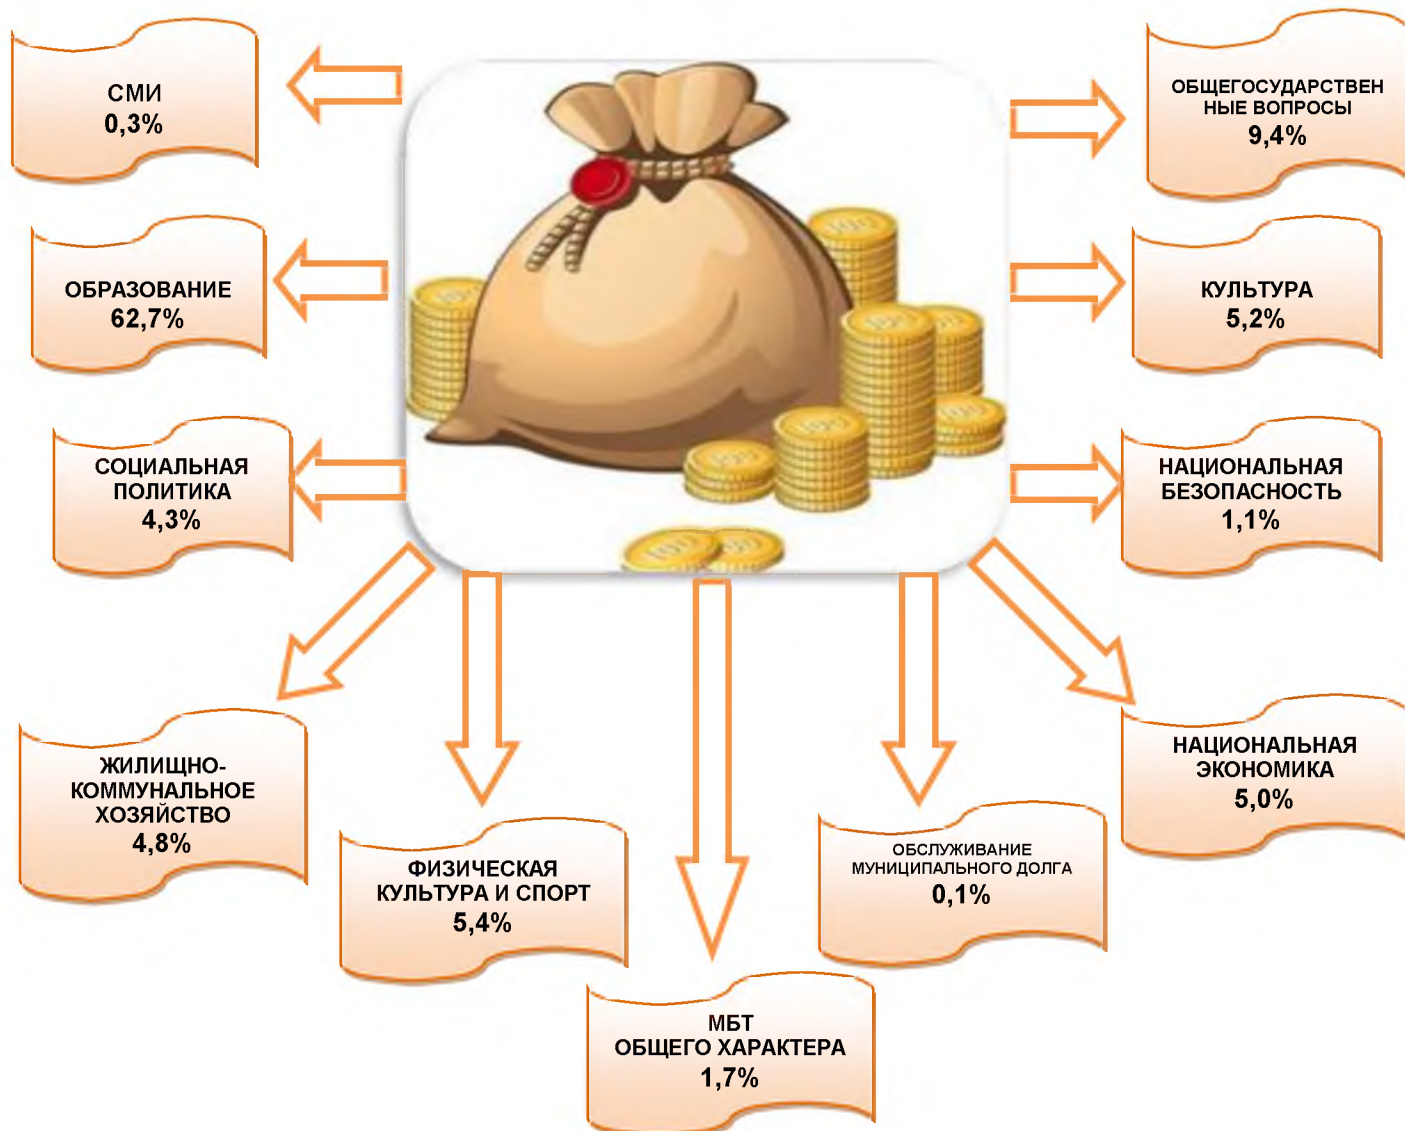 СМИ
0,3%
ОБЩЕГОСУДАРСТВЕН
НЫЕ ВОПРОСЫ
9,4%
ОБРАЗОВАНИЕ
62,7%
КУЛЬТУРА
5,2%
СОЦИАЛЬНАЯ
ПОЛИТИКА
4,3%
НАЦИОНАЛЬНАЯ
БЕЗОПАСНОСТЬ
1,1%
ЖИЛИЩНО-
КОММУНАЛЬНОЕ
ХОЗЯЙСТВО
4,8%
НАЦИОНАЛЬНАЯ
ЭКОНОМИКА
5,0%
ФИЗИЧЕСКАЯ
КУЛЬТУРА И СПОРТ
5,4%
ОБСЛУЖИВАНИЕ
МУНИЦИПАЛЬНОГО ДОЛГА
0,1%
МБТ
ОБЩЕГО ХАРАКТЕРА
1,7%